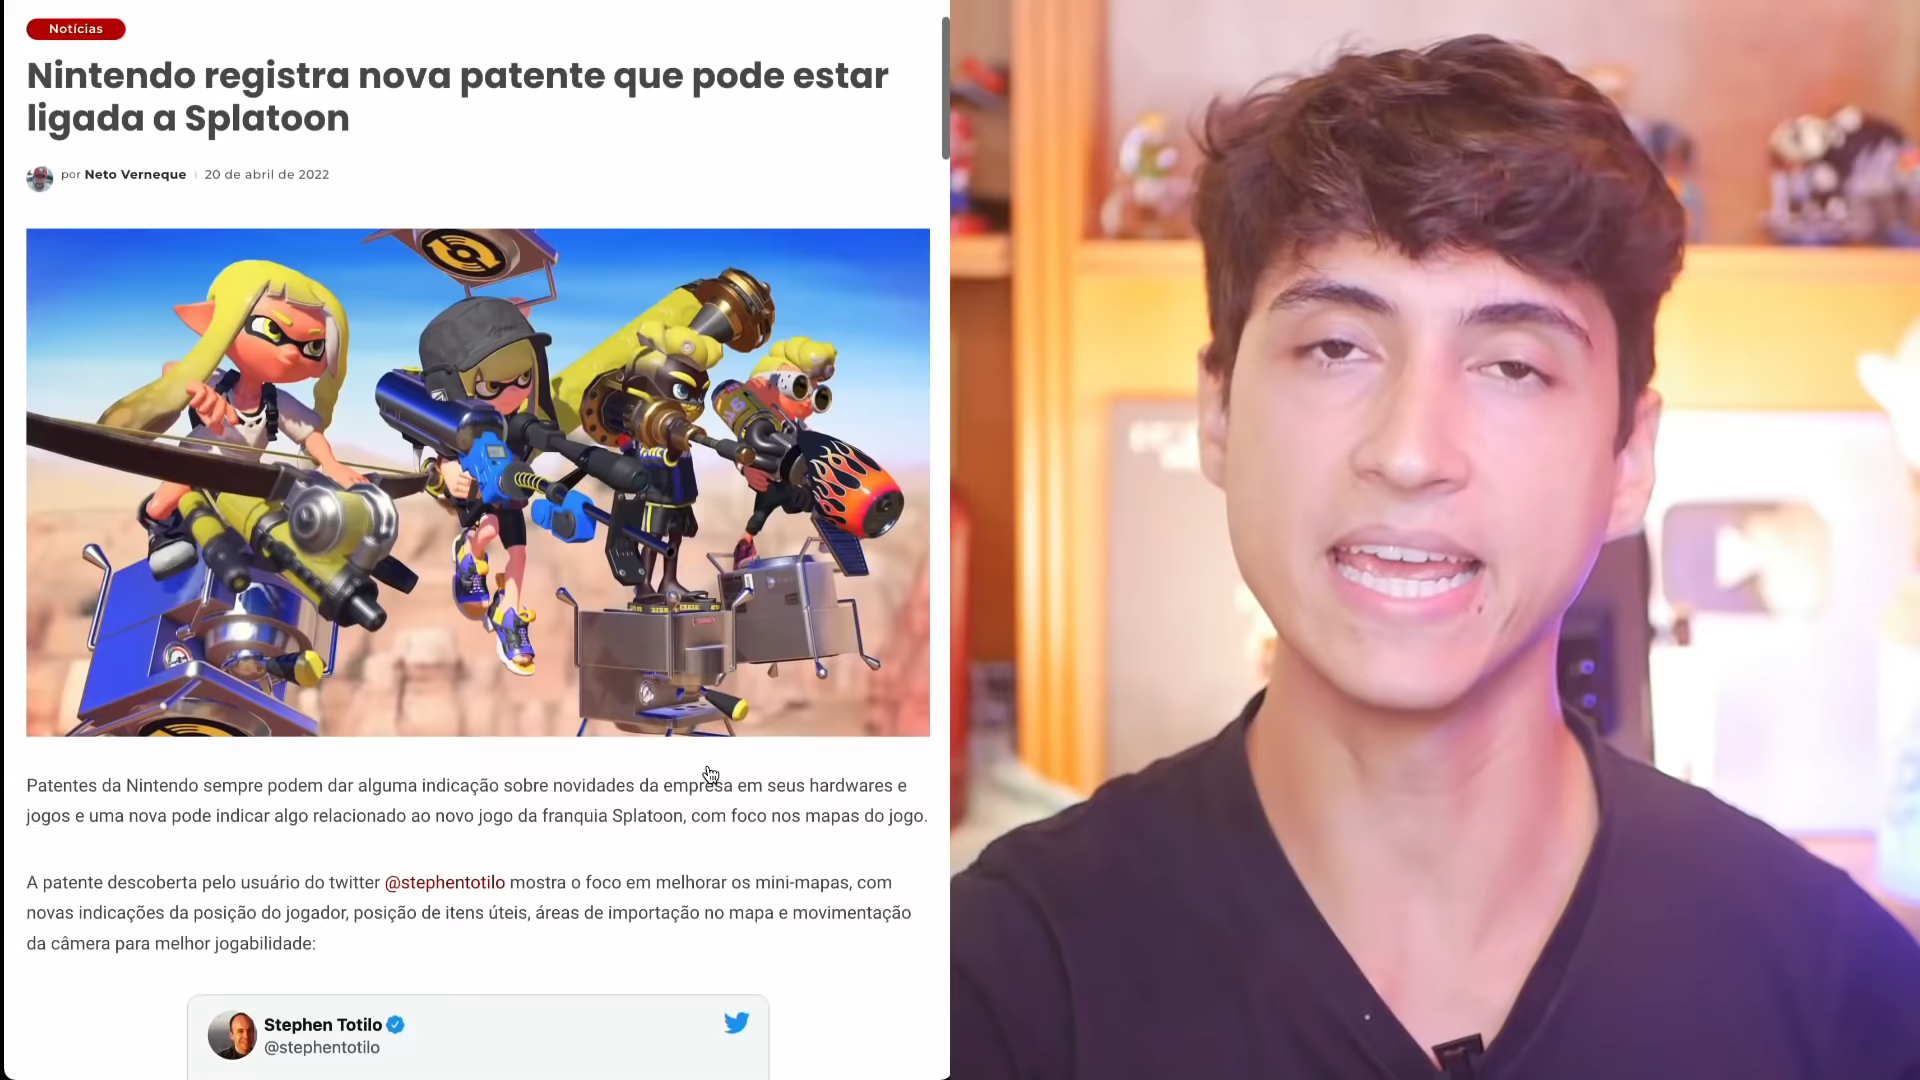 Notícias
Nintendo registra nova patente que pode estar
ligada a Splatoon
por Neto Verneque | 20 de abril de 2022
Patentes da Nintendo sempre podem dar alguma indicação sobre novidades da empresa em seus hardwares e
jogos e uma nova pode indicar algo relacionado ao novo jogo da franquia Splatoon, com foco nos mapas do jogo.
A patente descoberta pelo usuário do twitter @stephentotilo mostra o foco em melhorar os mini-mapas, com
novas indicações da posição do jogador, posição de itens úteis, áreas de importação no mapa e movimentação
da câmera para melhor jogabilidade:
Stephen Totilo
@stephentotilo